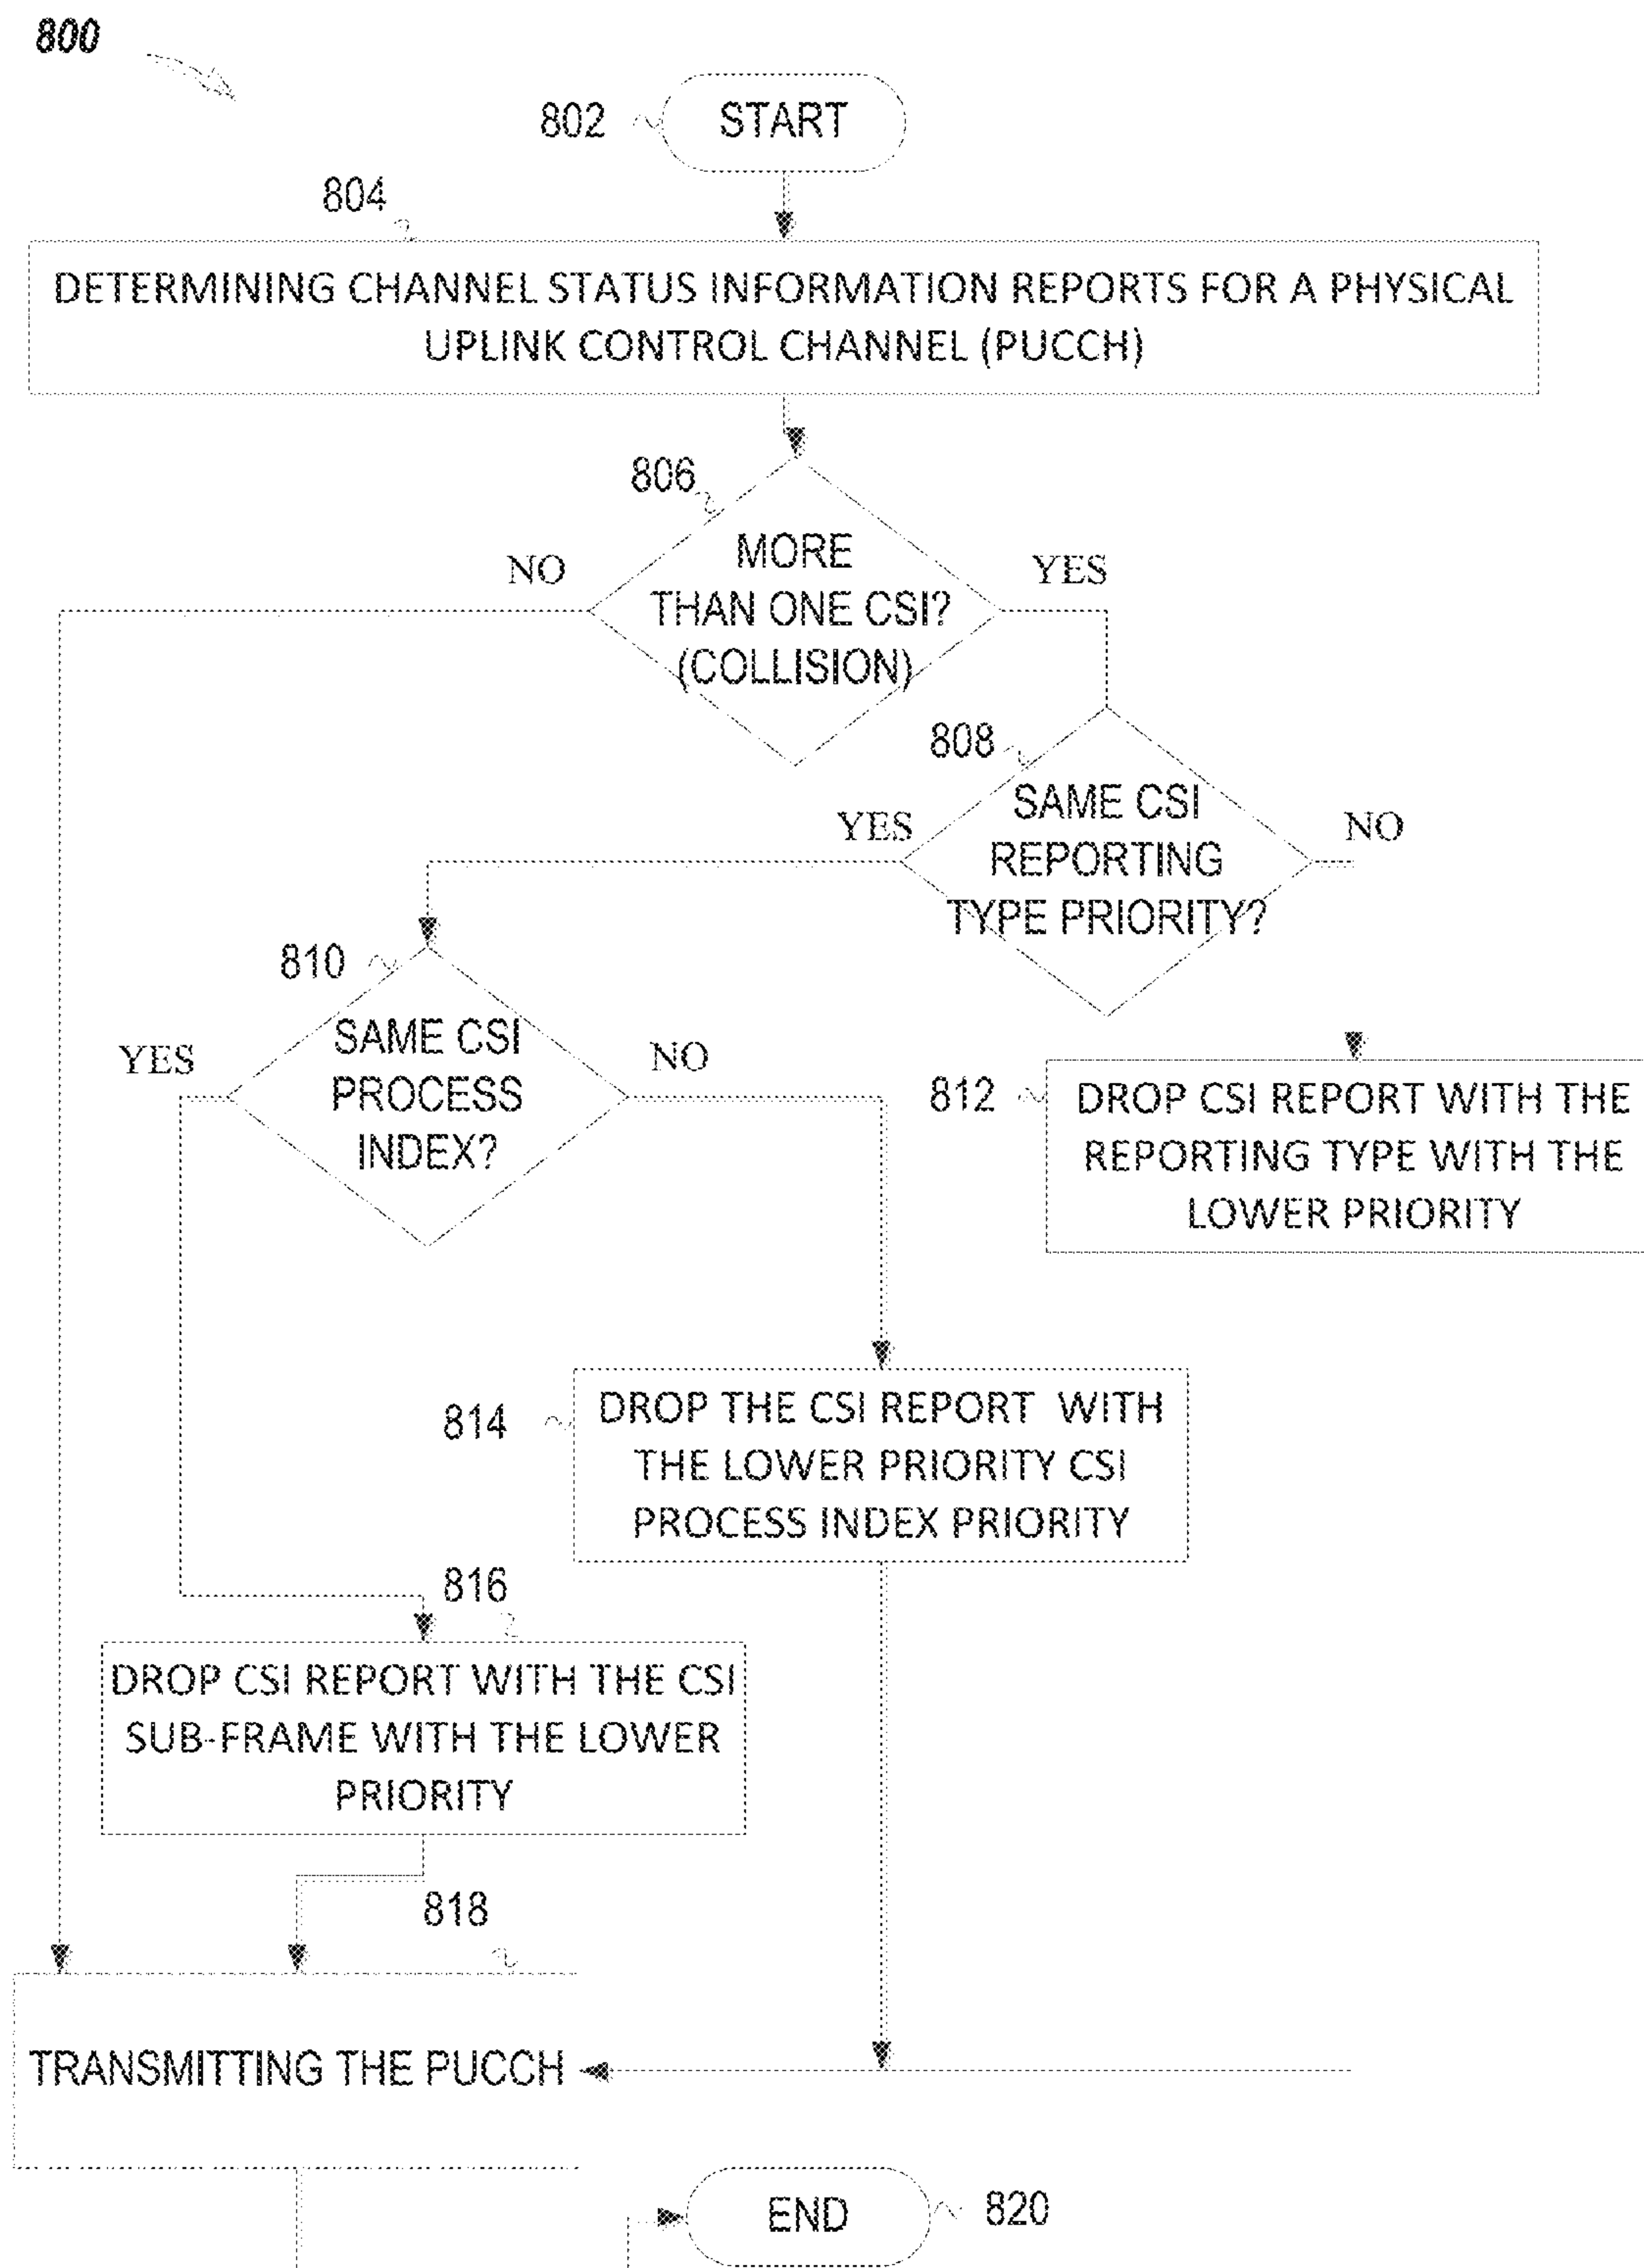 800
802
START
804
DETERMINING CHANNEL STATUS INFORMATION REPORTS FOR A PHYSICAL
UPLINK CONTROL CHANNEL (PUCCH)
806
NO
MORE
THAN ONE CSI?
(COLLISION)
YES
808
YES
SAME CSI
REPORTING
TYPE PRIORITY?
NO
810
YES
SAME CSI
PROCESS
INDEX?
NO
812
DROP CSI REPORT WITH THE
REPORTING TYPE WITH THE
LOWER PRIORITY
814
DROP THE CSI REPORT WITH
THE LOWER PRIORITY CSI
PROCESS INDEX PRIORITY
816
DROP CSI REPORT WITH THE CSI
SUB-FRAME WITH THE LOWER
PRIORITY
818
TRANSMITTING THE PUCCH
END
820